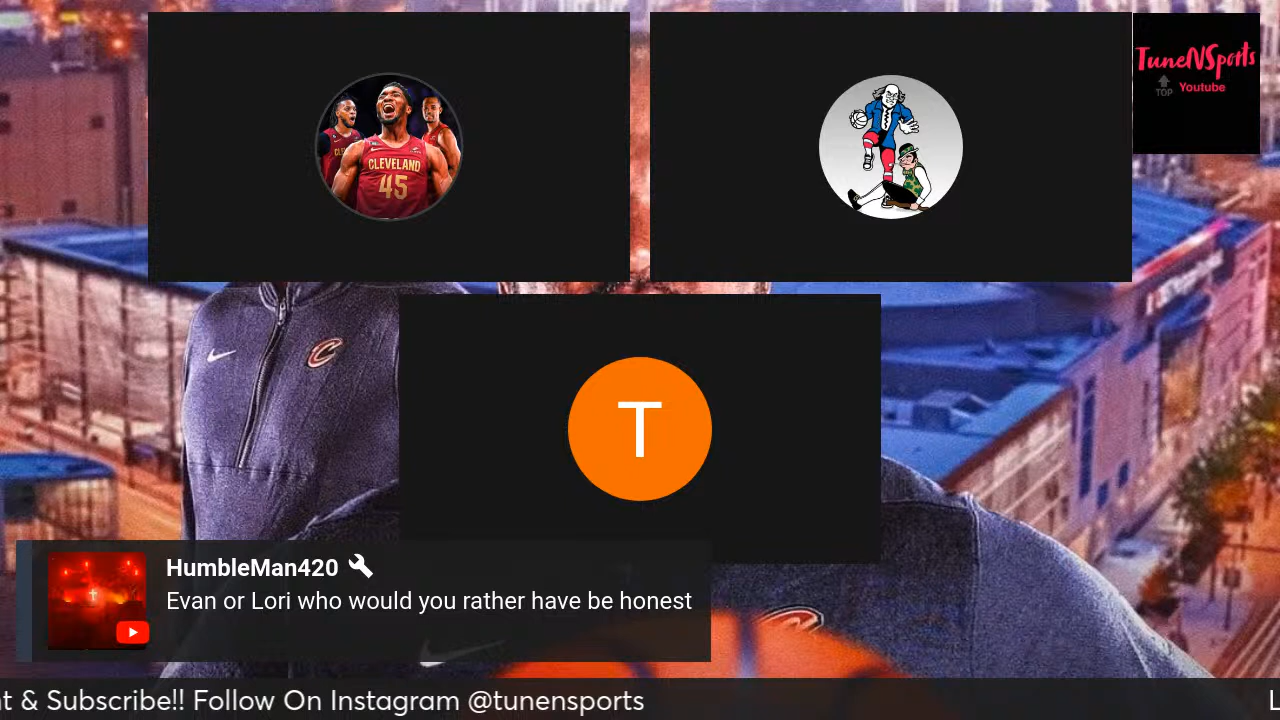 TuneNSports
TOP
Youtube
CLEVELAND
45
T
HumbleMan420
Evan or Lori who would you rather have be honest
t & Subscribe!! Follow On Instagram @tunensports
L